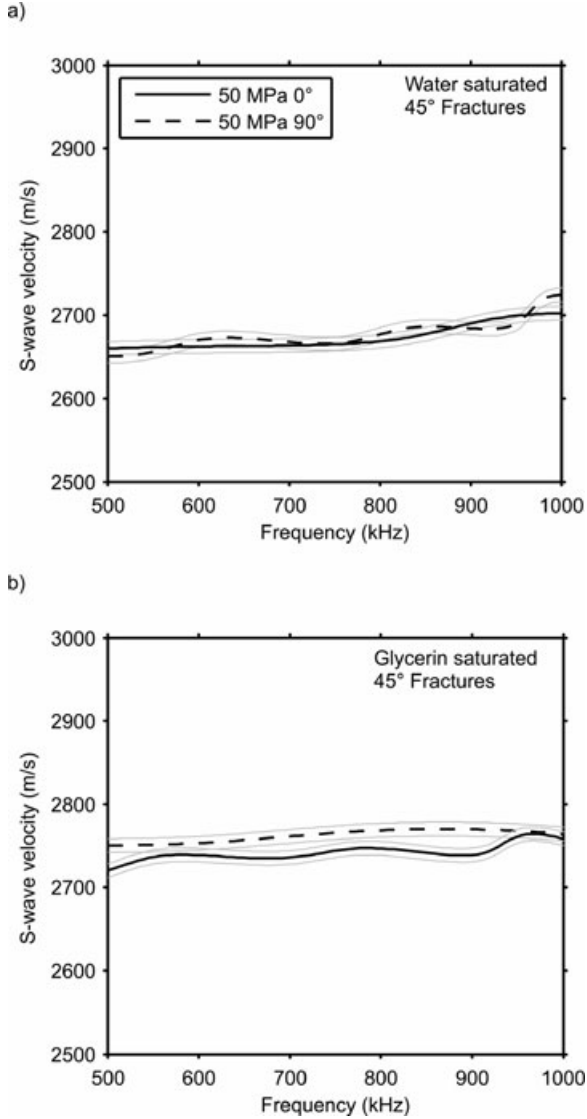 a)
3000
2900
2800
2700
2600
2500
S-wave velocity (m/s)
50 MPa 0°
50 MPa 90°
Water saturated
45° Fractures
500
600
700
800
900
1000
Frequency (kHz)
b)
3000
2900
2800
2700
2600
2500
S-wave velocity (m/s)
Glycerin saturated
45° Fractures
500
600
700
800
900
1000
Frequency (kHz)